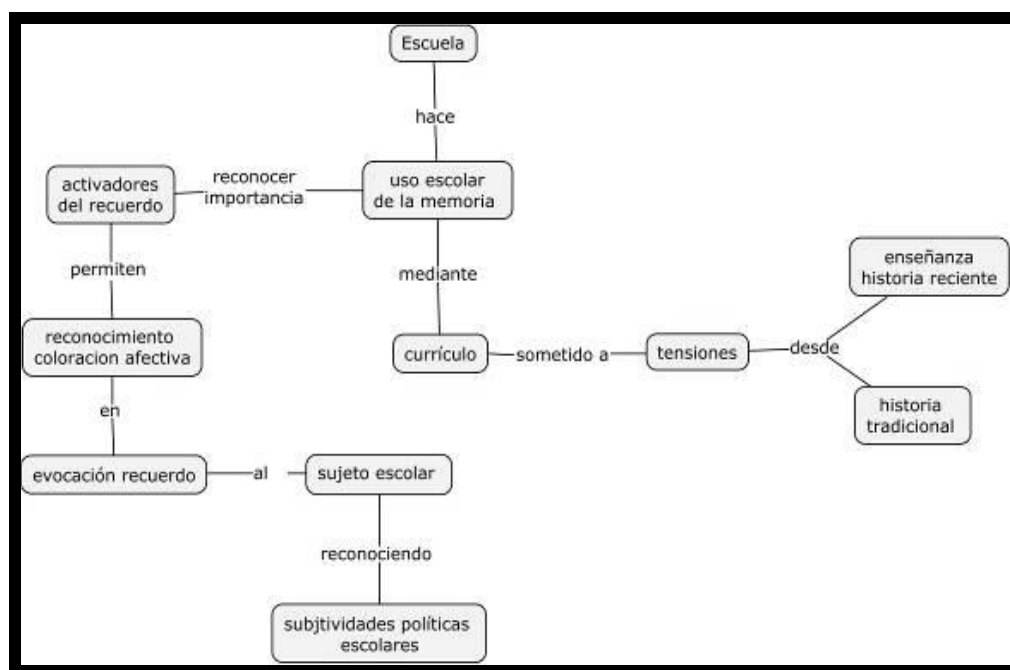 Escuela
hace
reconocer
importancia
activadores
del recuerdo
uso escolar
de la memoria
permiten
mediante
enseñanza
historia reciente
reconocimiento
coloracion afectiva
currículo
sometido a
tensiones
desde
historia
tradicional
en
evocación recuerdo
al
sujeto escolar
reconociendo
subjtividades políticas
escolares